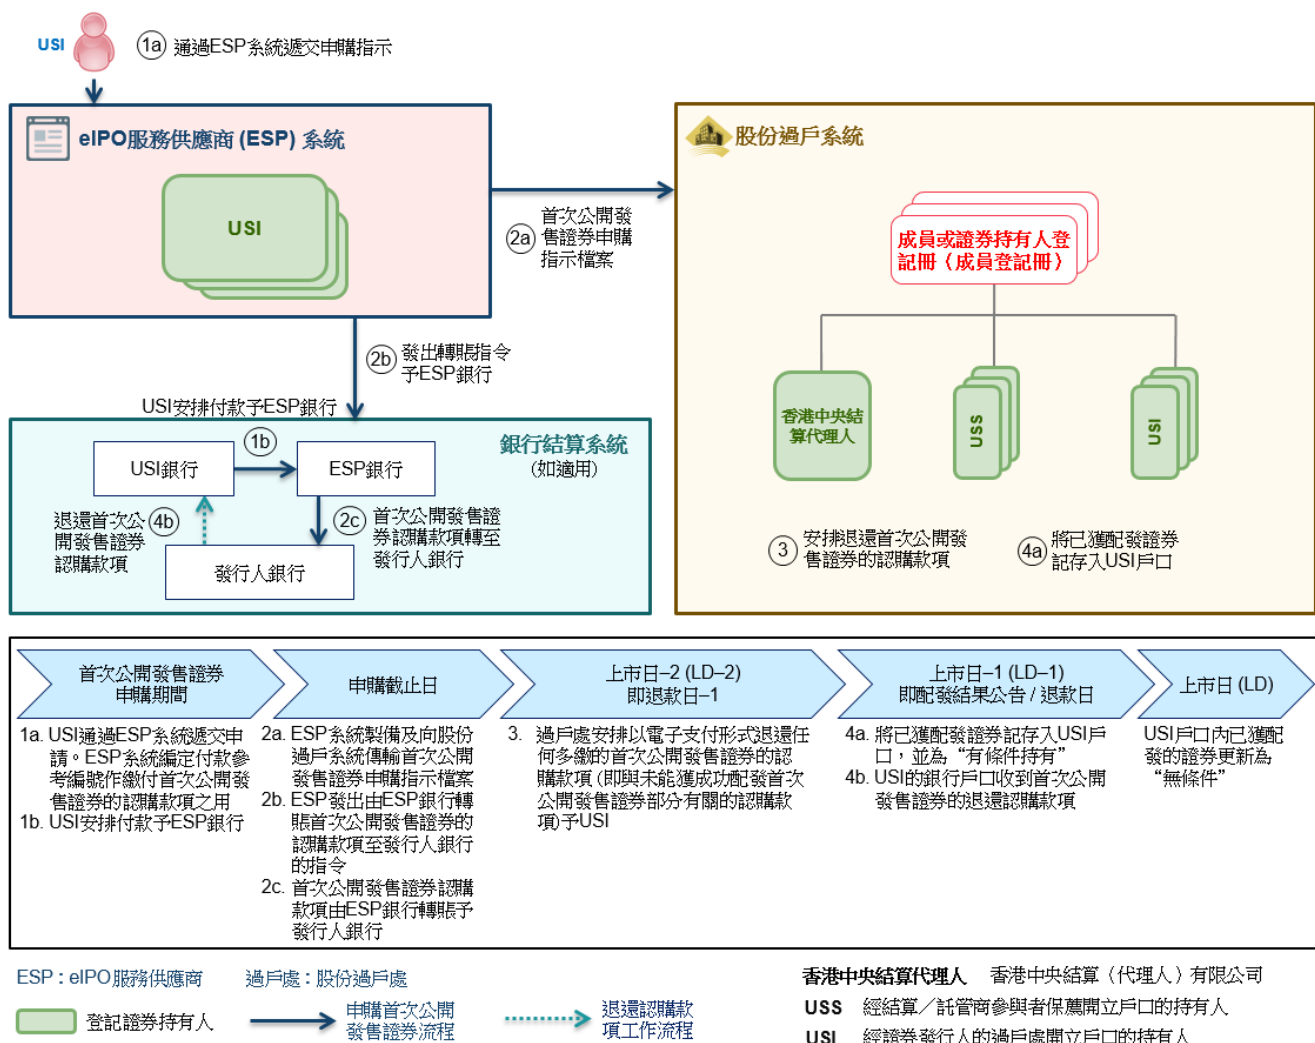 USI
1a 通過ESP系統遞交申購指示
eIPO服務供應商 (ESP) 系統
USI
2a
首次公開發
售證券申購
指示檔案
股份過戶系統
成員或證券持有人登
記冊（成員登記冊）
香港中央結
算代理人
USS
USI
3
安排退還首次公開發
售證券的認購款項
4a
將已獲配發證券
記存入USI戶口
2b
發出轉賬指令
予ESP銀行
USI安排付款予ESP銀行
銀行結算系統
(如適用)
USI銀行
1b
ESP銀行
退還首次公
開發售證券
認購款項
4b
2c
首次公開發售證
券認購款項轉至
發行人銀行
發行人銀行
首次公開發售證券
申購期間
申購截止日
上市日–2 (LD–2)
即退款日–1
上市日–1 (LD–1)
即配發結果公告 / 退款日
上市日 (LD)
1a. USI通過ESP系統遞交申
請。ESP系統編定付款參
考編號作繳付首次公開發
售證券的認購款項之用
1b. USI安排付款予ESP銀行
2a. ESP系統製備及向股份
過戶系統傳輸首次公開
發售證券申購指示檔案
2b. ESP發出由ESP銀行轉
賬首次公開發售證券的
認購款項至發行人銀行
的指令
2c. 首次公開發售證券認購
款項由ESP銀行轉賬予
發行人銀行
3. 過戶處安排以電子支付形式退還任
何多繳的首次公開發售證券的認
購款項 (即與未能獲成功配發首次
公開發售證券部分有關的認購款
項)予USI
4a. 將已獲配發證券記存入USI戶
口，並為“有條件持有”
4b. USI的銀行戶口收到首次公開
發售證券的退還認購款項
USI戶口內已獲配
發的證券更新為
“無條件”
ESP : eIPO服務供應商
過戶處：股份過戶處
登記證券持有人
申購首次公開
發售證券流程
退還認購款
項工作流程
香港中央結算代理人 香港中央結算（代理人）有限公司
USS 經結算／託管商參與者保薦開立戶口的持有人
USI 經證券發行人的過戶處開立戶口的持有人